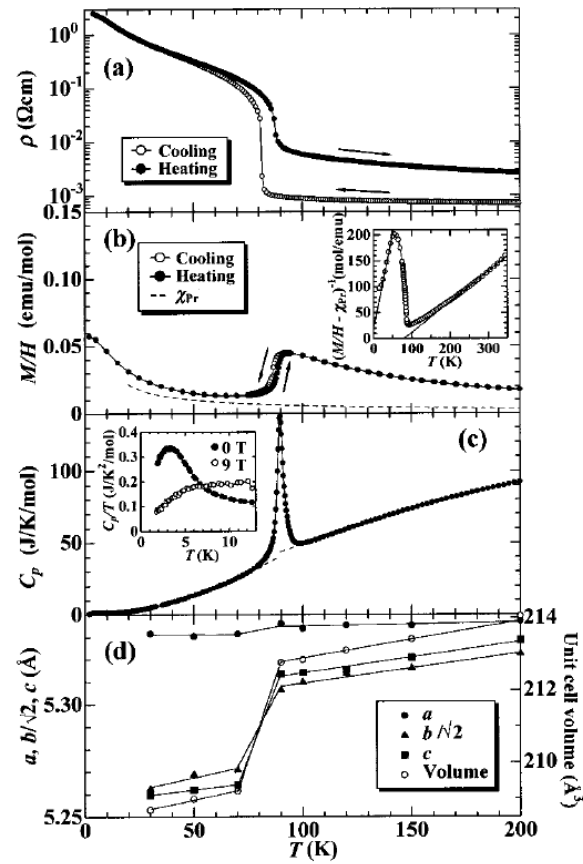 10⁰
10⁻¹
10⁻²
10⁻³
ρ (Ωcm)
(a)
Cooling
Heating
0.15
0.10
0.05
0
M/H (emu/mol)
(b)
Cooling
Heating
χPr
200
150
100
50
0
(M/H - χPr)⁻¹(mol/emu)
0 100 200 300
T (K)
100
50
0
Cp (J/K/mol)
(c)
0.4
0.3
0.2
0.1
0
Cp/T (J/K²/mol)
0 T
9 T
0 5 10
T (K)
(d)
5.30
5.25
a, b/√2, c (Å)
214
212
210
209
Unit cell volume (Å³)
a
b/√2
c
Volume
0 50 100 150 200
T (K)